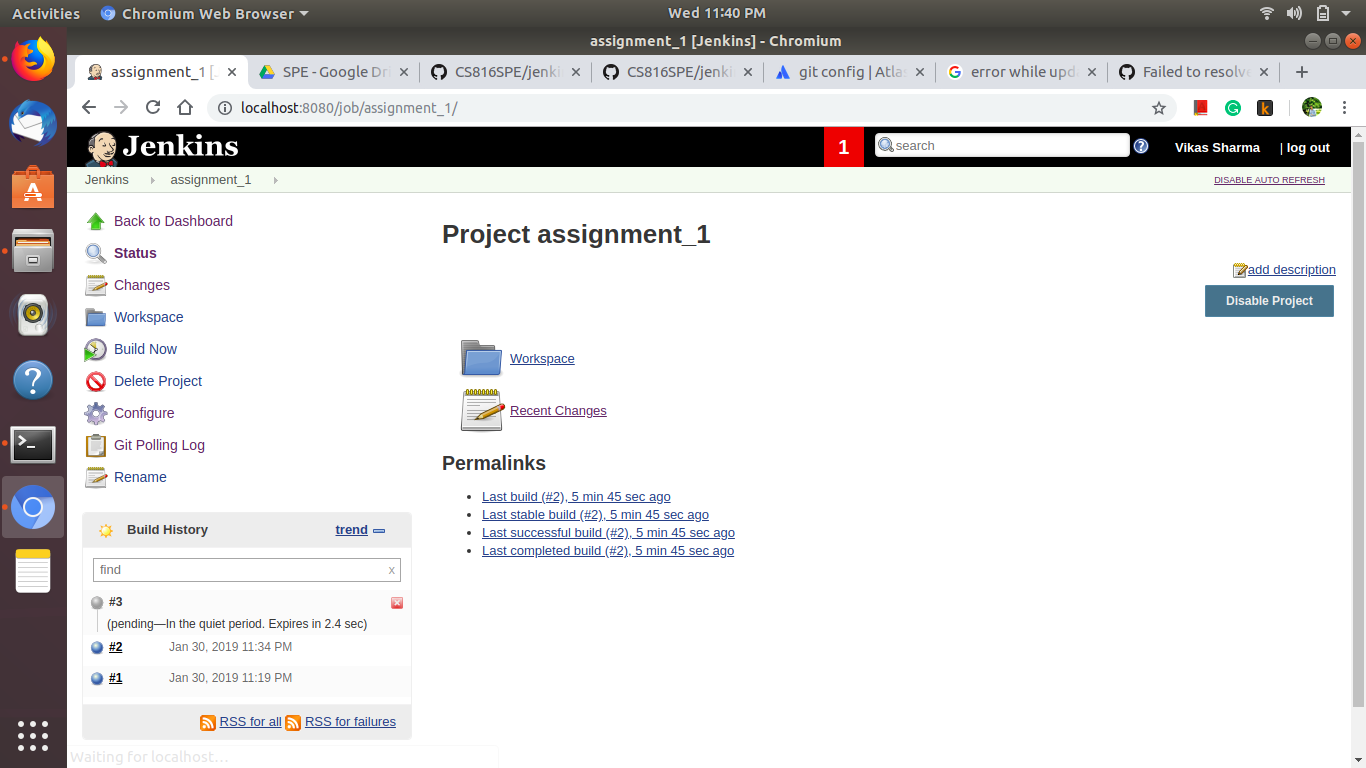 Activities Chromium Web Browser Wed 11:40 PM
assignment_1 [Jenkins] - Chromium
assignment_1 [ SPE - Google Dri CS816SPE/jenki CS816SPE/jenki git config | Atlas error while upda Failed to resolve
localhost:8080/job/assignment_1/
Jenkins 1 search Vikas Sharma | log out
Jenkins assignment_1 DISABLE AUTO REFRESH
Back to Dashboard
Status
Changes
Workspace
Build Now
Delete Project
Configure
Git Polling Log
Rename
Build History trend
find x
#3
(pending—In the quiet period. Expires in 2.4 sec)
#2 Jan 30, 2019 11:34 PM
#1 Jan 30, 2019 11:19 PM
RSS for all RSS for failures
Project assignment_1
add description
Disable Project
Workspace
Recent Changes
Permalinks
Last build (#2), 5 min 45 sec ago
Last stable build (#2), 5 min 45 sec ago
Last successful build (#2), 5 min 45 sec ago
Last completed build (#2), 5 min 45 sec ago
Waiting for localhost...